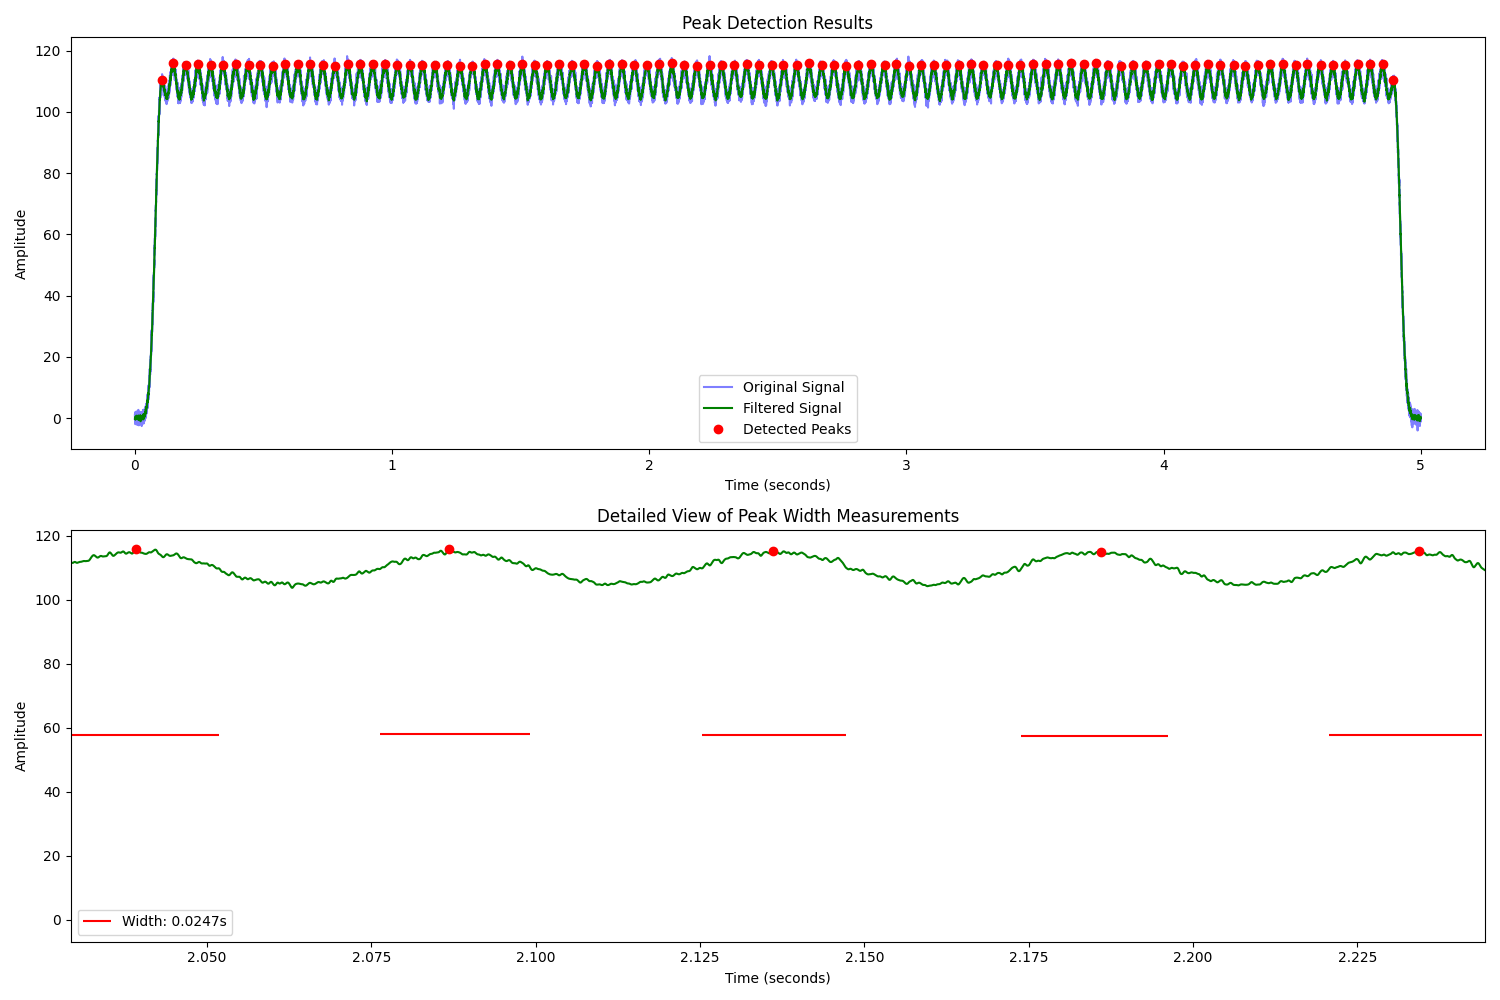 Peak Detection Results
120
100
80
60
40
20
0
Amplitude
Original Signal
Filtered Signal
Detected Peaks
0 1 2 3 4 5
Time (seconds)
Detailed View of Peak Width Measurements
120
100
80
60
40
20
0
Amplitude
Width: 0.0247s
2.050 2.075 2.100 2.125 2.150 2.175 2.200 2.225
Time (seconds)